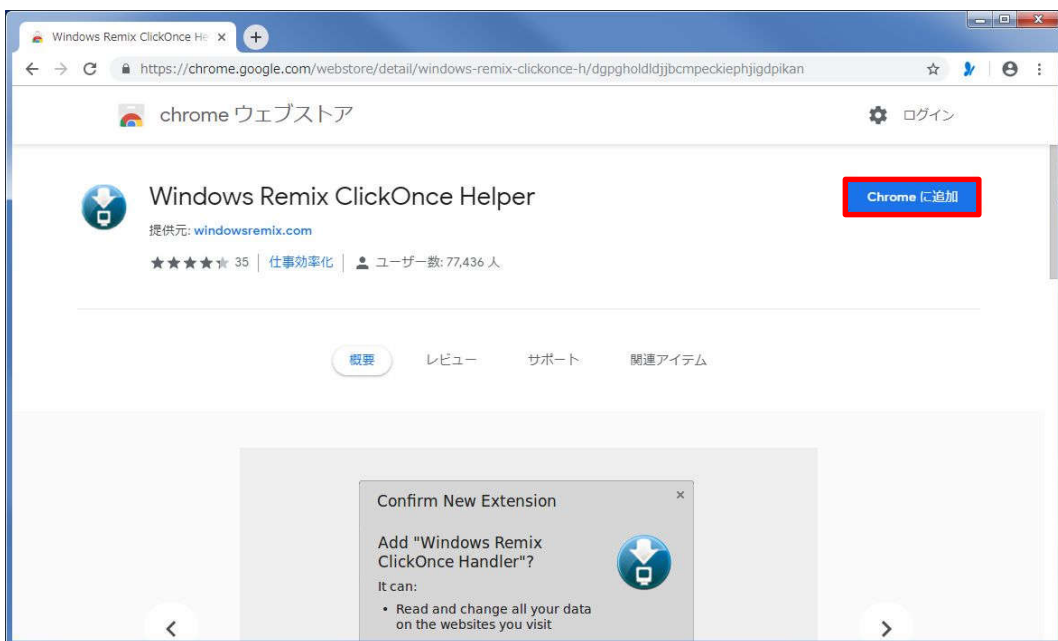 Windows Remix ClickOnce He
https://chrome.google.com/webstore/detail/windows-remix-clickonce-h/dgpgholdldjjbcmpeckiephjigdpikan
chrome ウェブストア
ログイン
Windows Remix ClickOnce Helper
Chrome に追加
提供元: windowsremix.com
★★★★★ 35 | 仕事効率化 | ユーザー数: 77,436 人
概要 レビュー サポート 関連アイテム
Confirm New Extension ×
Add "Windows Remix
ClickOnce Handler"?
It can:
• Read and change all your data
on the websites you visit